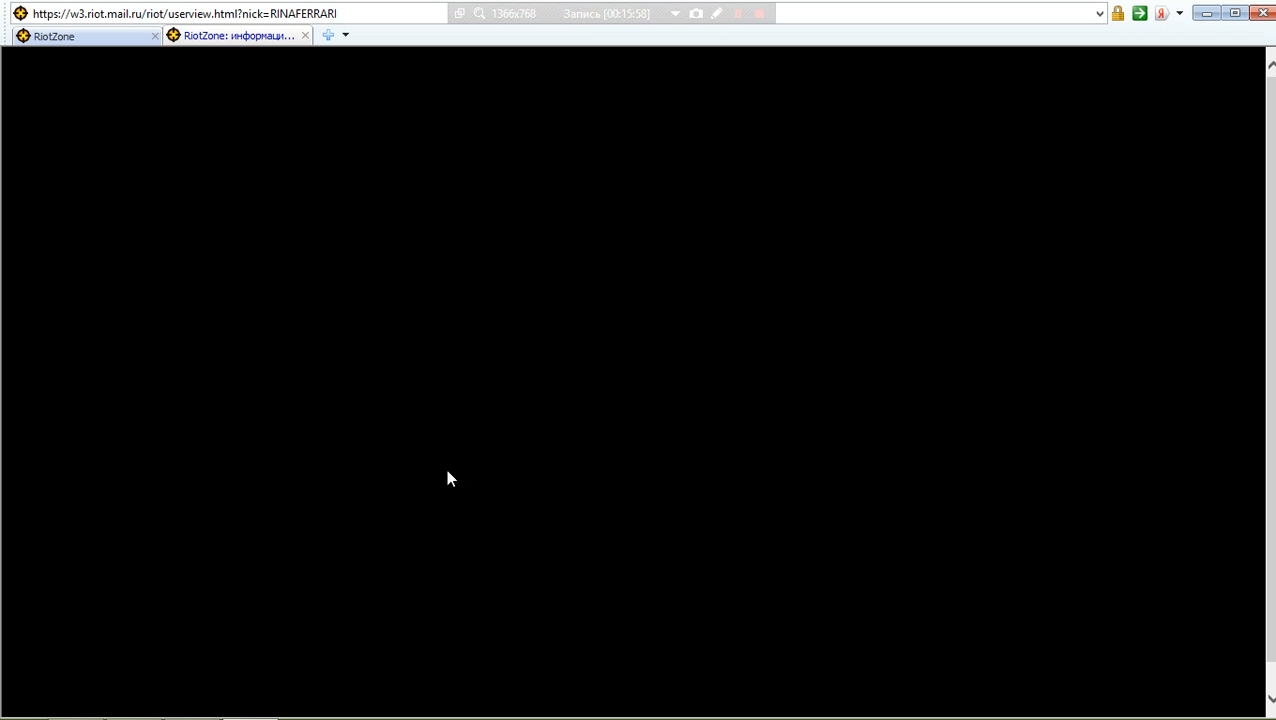 https://w3.riot.mail.ru/riot/userview.html?nick=RINAFERRARI
1366x768
Запись [00:15:58]
Я
RiotZone
RiotZone: информаци...